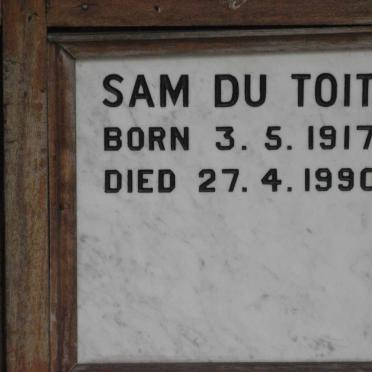 SAM DU TOIT
BORN 3. 5. 1917
DIED 27. 4. 1990